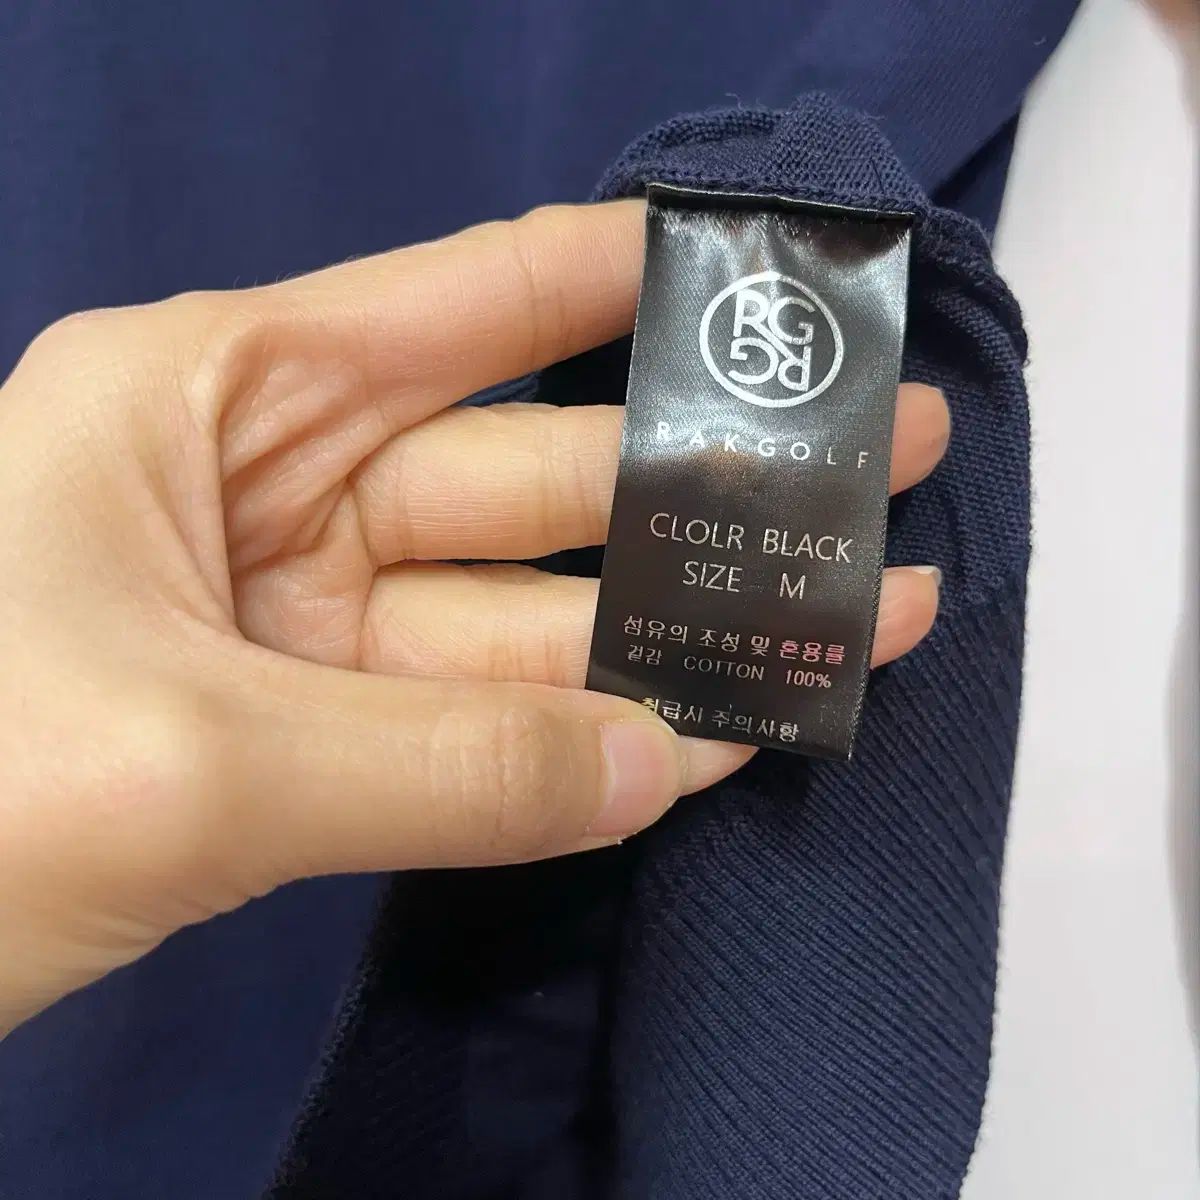 RG
RG
RAKGOLF
CLOLR BLACK
SIZE M
섬유의 조성 및 혼용률
겉감 COTTON 100%
취급시 주의사항